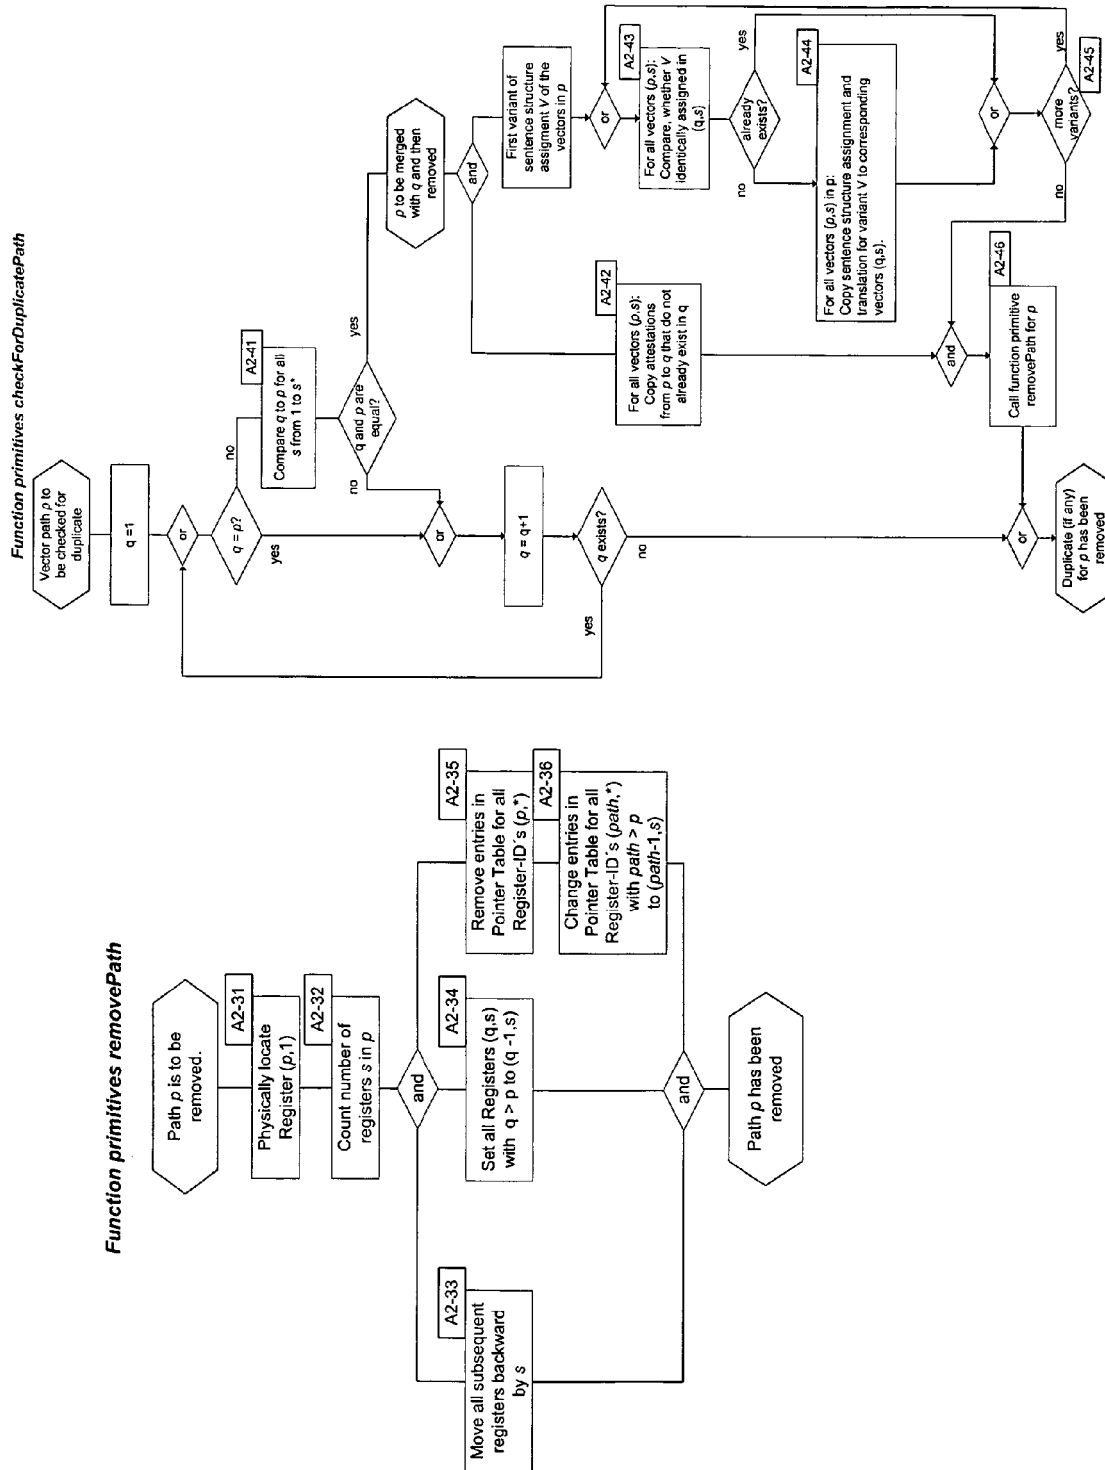 Function primitives removePath
Path p is to be
removed.
A2-31
Physically locate
Register (p,1)
A2-32
Count number of
registers s in p
and
A2-33
Move all subsequent
registers backward
by s
A2-34
Set all Registers (q,s)
with q > p to (q -1,s)
A2-35
Remove entries in
Pointer Table for all
Register-ID´s (p,*)
A2-36
Change entries in
Pointer Table for all
Register-ID´s (path,*)
with path > p
to (path-1,s)
and
Path p has been
removed
Function primitives checkForDuplicatePath
Vector path p to
be checked for
duplicate
q =1
or
q = p?
no
yes
A2-41
Compare q to p for all
s from 1 to s*
q and p are
equal?
no
yes
or
q = q+1
q exists?
yes
no
p to be merged
with q and then
removed
and
A2-42
For all vectors (p,s):
Copy attestations
from p to q that do not
already exist in q
First variant of
sentence structure
assigment V of the
vectors in p
or
A2-43
For all vectors (p,s):
Compare, whether V
identically assigned in
(q,s)
already
exists?
yes
no
A2-44
For all vectors (p,s) in p:
Copy sentence structure assignment and
translation for variant V to corresponding
vectors (q,s).
or
more
variants?
A2-45
yes
no
and
A2-46
Call function primitive
removePath for p
or
Duplicate (if any)
for p has been
removed